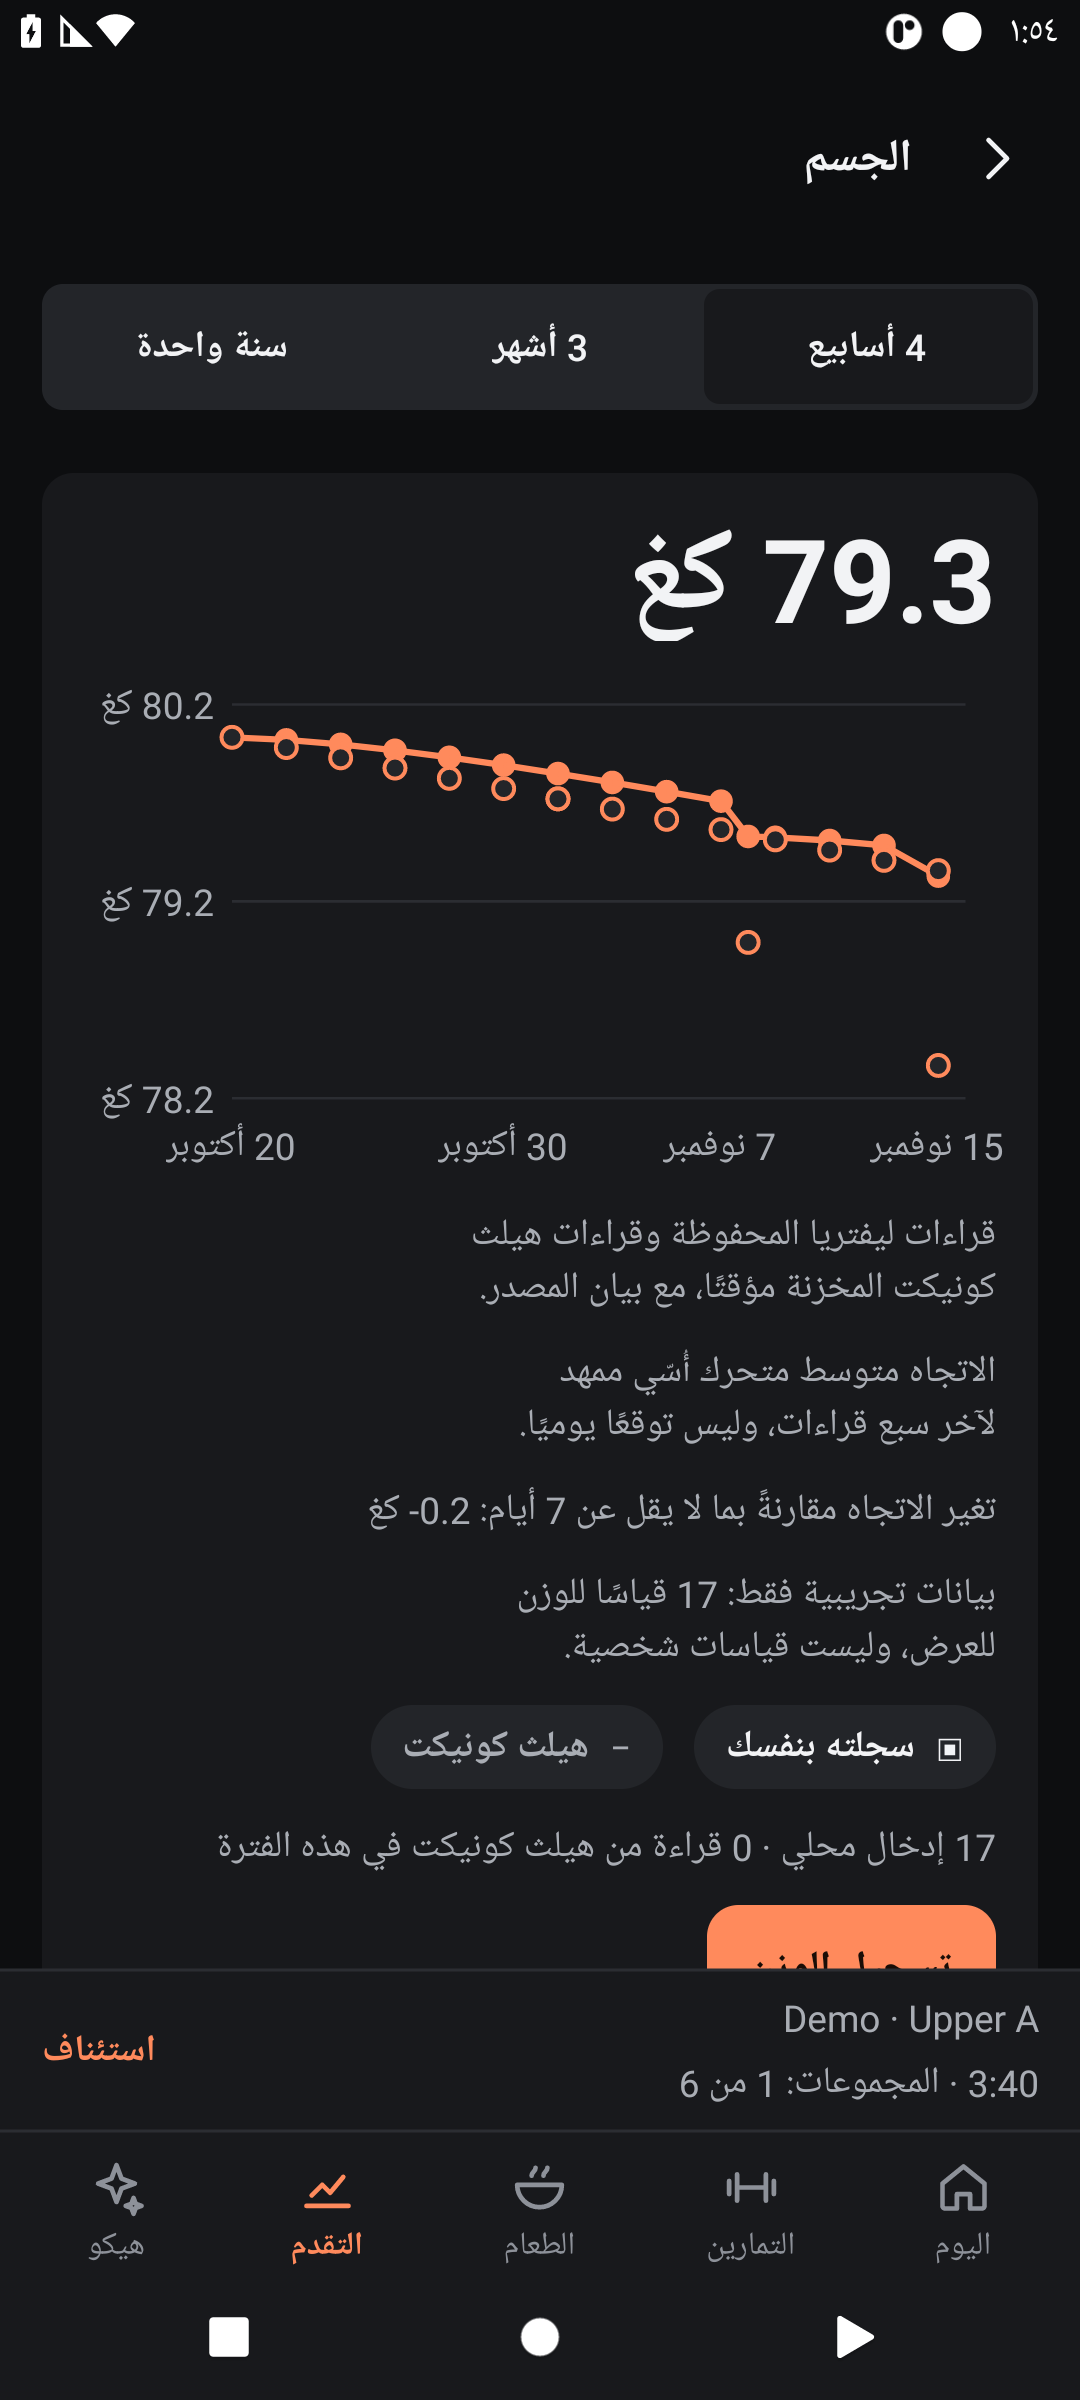 ١:٥٤
الجسم
4 أسابيع
3 أشهر
سنة واحدة
79.3 كغ
80.2 كغ
79.2 كغ
78.2 كغ
20 أكتوبر
30 أكتوبر
7 نوفمبر
15 نوفمبر
قراءات ليفتريا المحفوظة وقراءات هيلث
كونيكت المخزنة مؤقتًا، مع بيان المصدر.
الاتجاه متوسط متحرك أُسّي ممهد
لآخر سبع قراءات، وليس توقعًا يوميًا.
تغير الاتجاه مقارنةً بما لا يقل عن 7 أيام: 0.2- كغ
بيانات تجريبية فقط: 17 قياسًا للوزن
للعرض، وليست قياسات شخصية.
▣ سجلته بنفسك
– هيلث كونيكت
17 إدخال محلي · 0 قراءة من هيلث كونيكت في هذه الفترة
تسجيل الوزن
Demo · Upper A
3:40 · المجموعات: 1 من 6
استئناف
اليوم
التمارين
الطعام
التقدم
هيكو